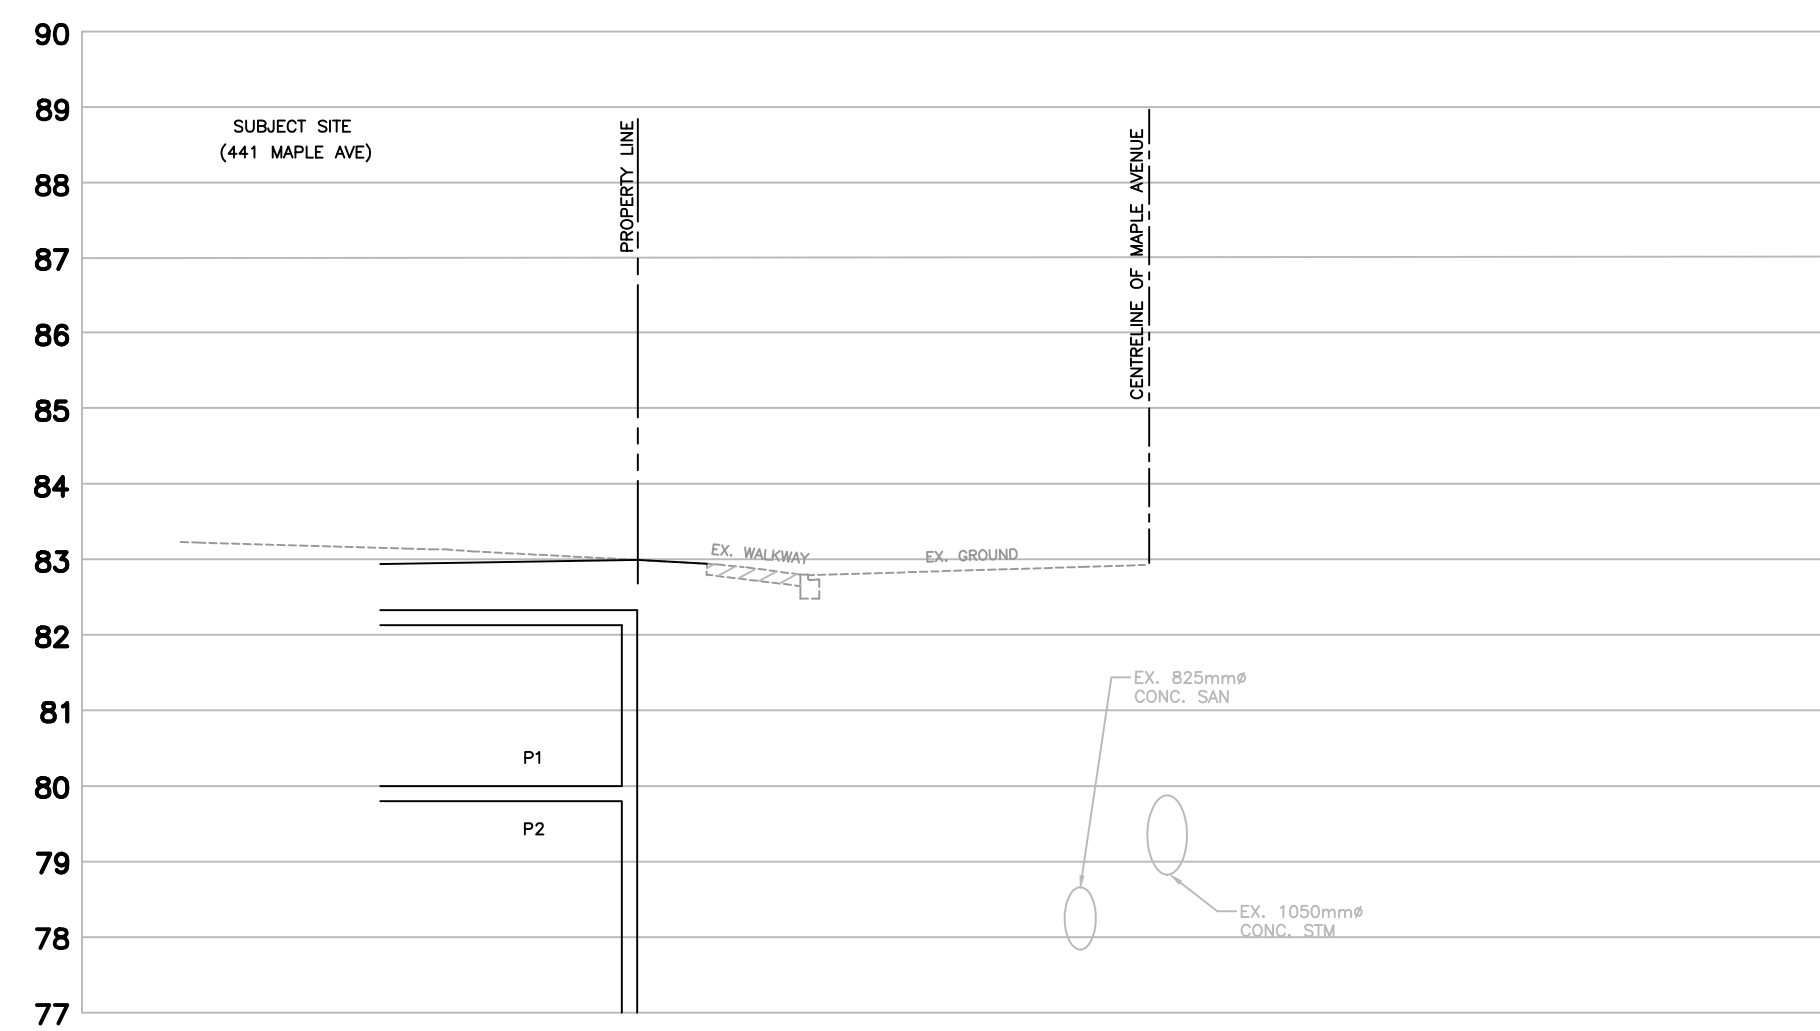 90
89
SUBJECT SITE
(441 MAPLE AVE)
PROPERTY LINE
CENTRELINE OF MAPLE AVENUE
88
87
86
85
84
83
EX. WALKWAY
EX. GROUND
82
EX. 825mmø
CONC. SAN
81
P1
80
P2
79
EX. 1050mmø
CONC. STM
78
77